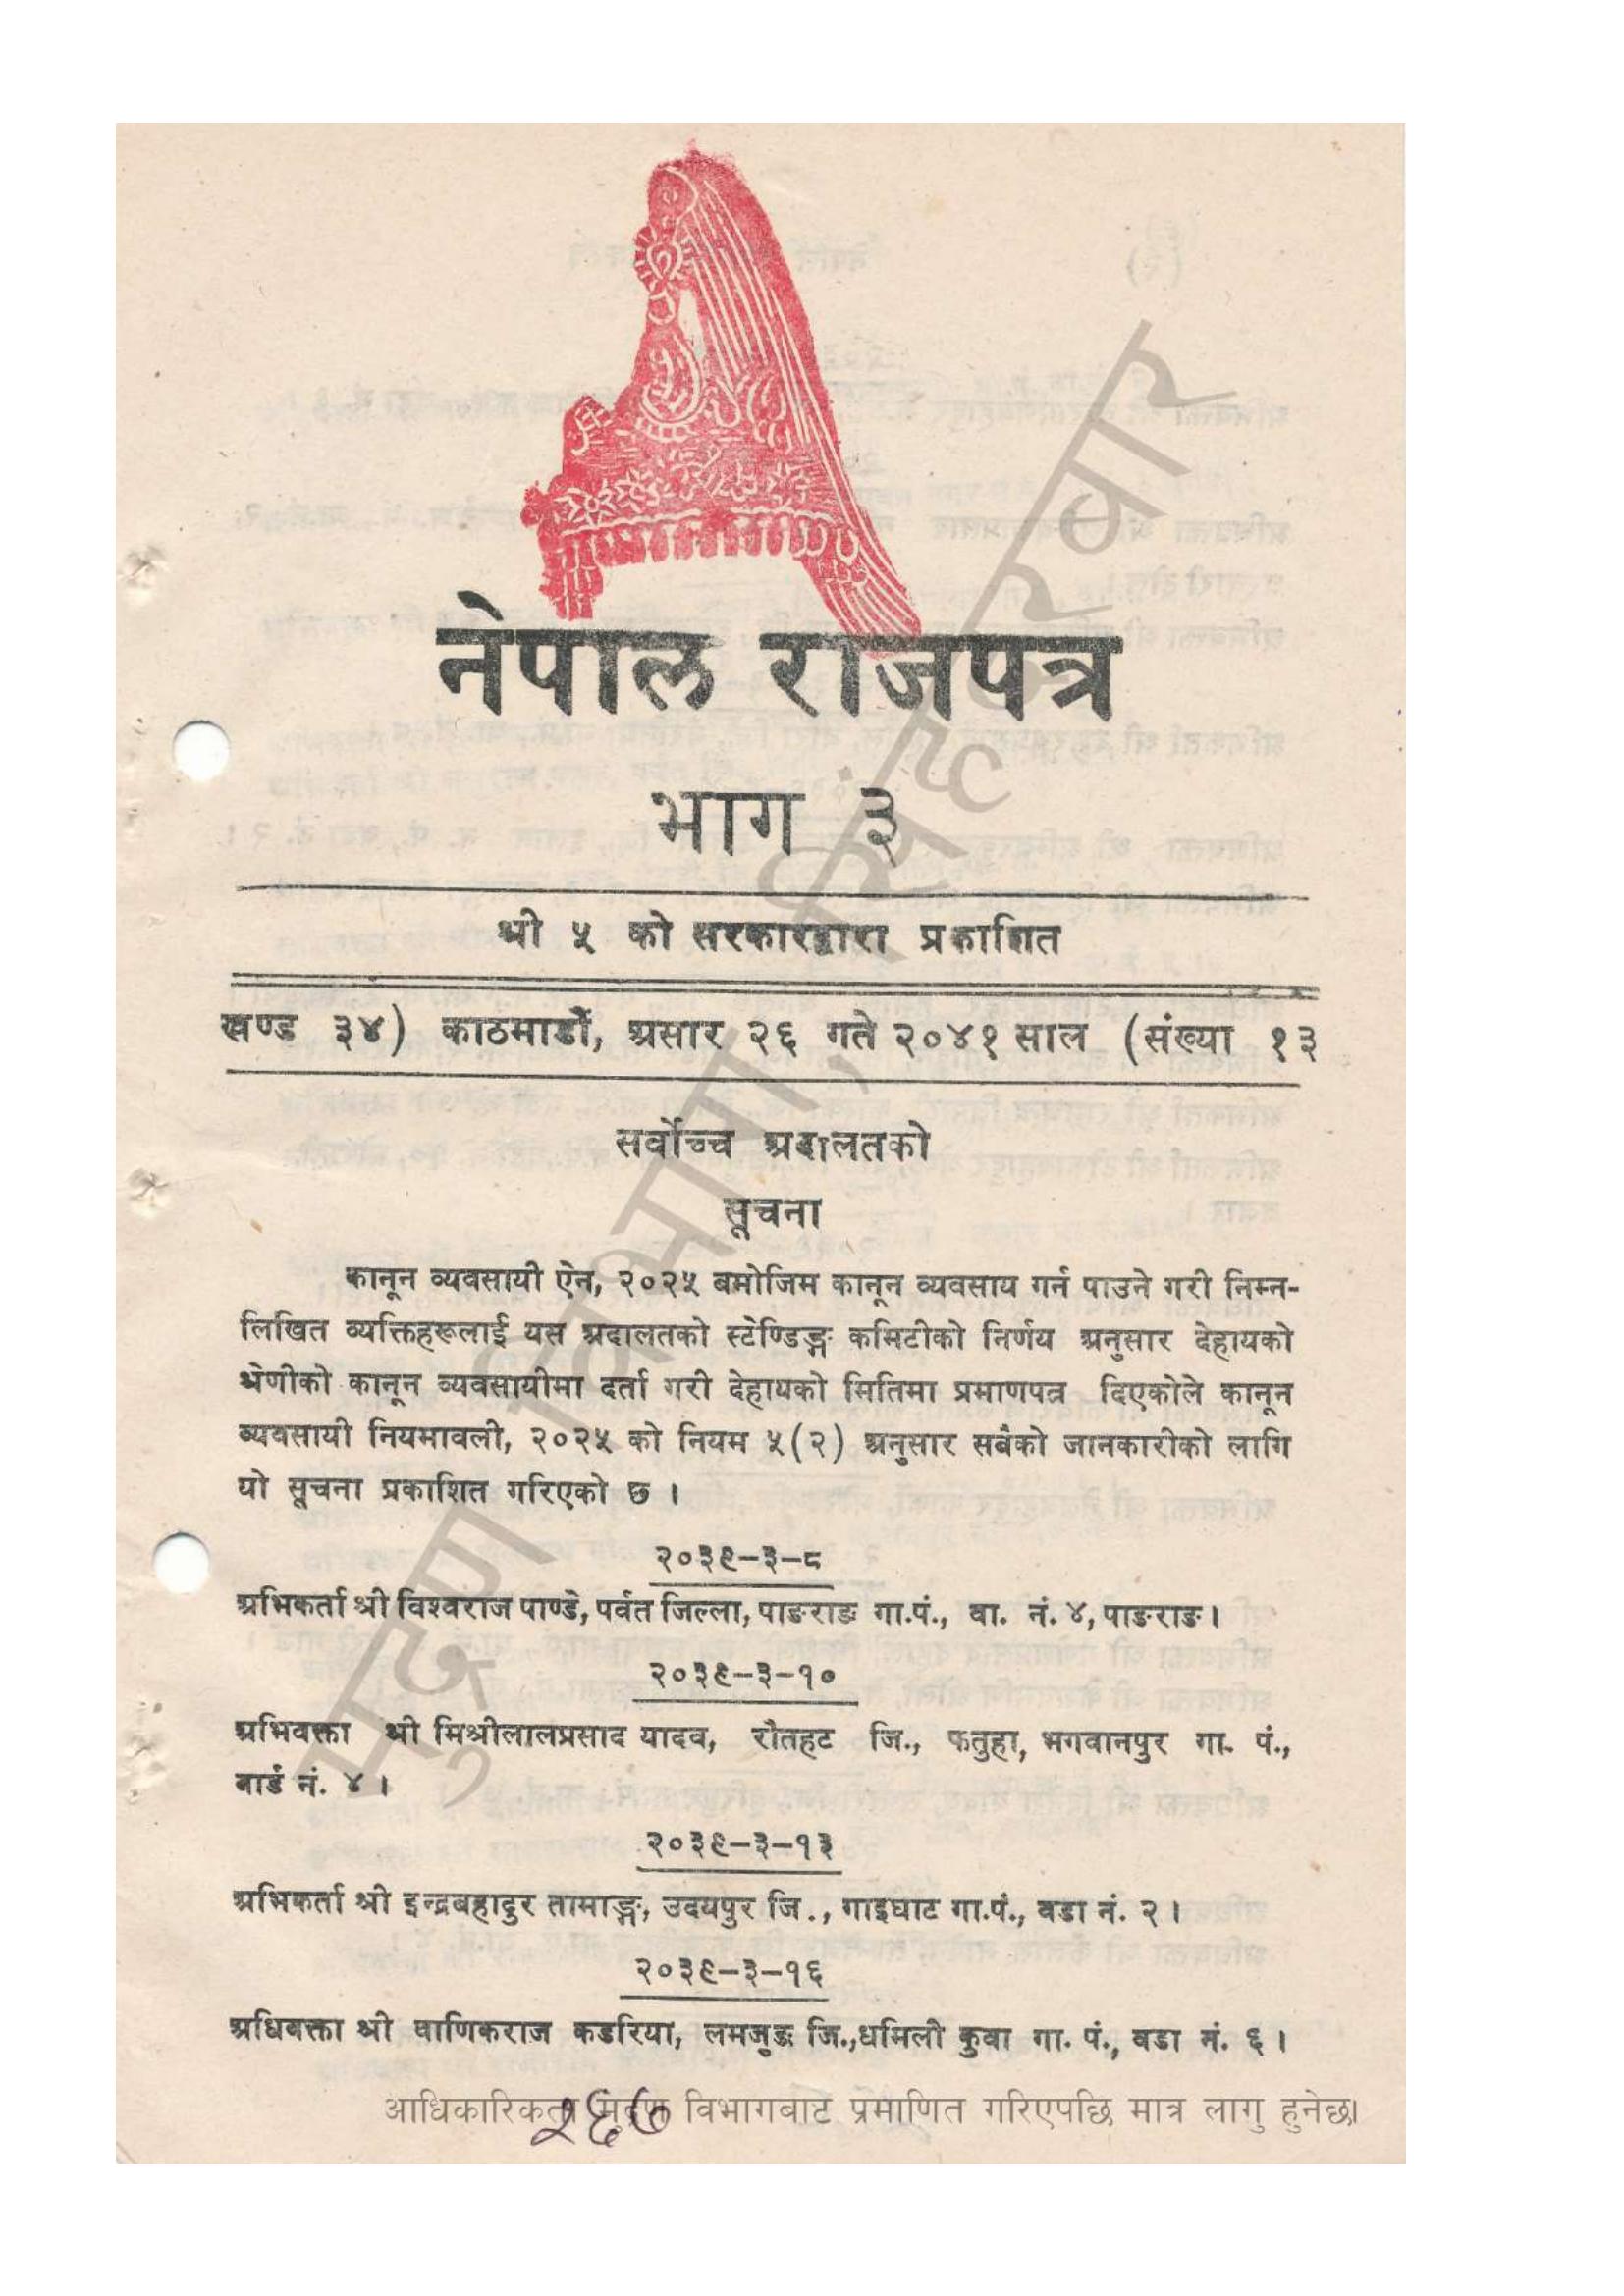 नेपाल राजपत्र
भाग ३
श्री ५ को सरकारद्वारा प्रकाशित
खण्ड ३४) काठमाडौं, असार २६ गते २०४१ साल (संख्या १३
सर्वोच्च अदालतको
सूचना
कानून व्यवसायी ऐन, २०२५ बमोजिम कानून व्यवसाय गर्न पाउने गरी निम्न-
लिखित व्यक्तिहरूलाई यस अदालतको स्टेण्डिङ्ग कमिटीको निर्णय अनुसार देहायको
श्रेणीको कानून व्यवसायीमा दर्ता गरी देहायको मितिमा प्रमाणपत्र दिएकोले कानून
व्यवसायी नियमावली, २०२५ को नियम ५(२) अनुसार सबैको जानकारीको लागि
यो सूचना प्रकाशित गरिएको छ ।
२०३९-३-८
अभिकर्ता श्री विश्वराज पाण्डे, पर्वत जिल्ला, पाङराङ गा.पं., वा. नं. ४, पाङराङ ।
२०३९-३-१०
अभिवक्ता श्री मिश्रीलालप्रसाद यादव, रौतहट जि., फतुहा, भगवानपुर गा. पं.,
वार्ड नं. ४ ।
२०३९-३-१३
अभिकर्ता श्री इन्द्रबहादुर तामाङ्ग, उदयपुर जि., गाइघाट गा.पं., वडा नं. २ ।
२०३९-३-१६
अधिवक्ता श्री वाणिकराज कडरिया, लमजुङ जि., धमिली कुवा गा. पं., वडा नं. ६ ।
आधिकारिकता मुद्रण विभागबाट प्रमाणित गरिएपछि मात्र लागु हुनेछ।
२६७
मुद्रण विभाग, सिंहदरवार